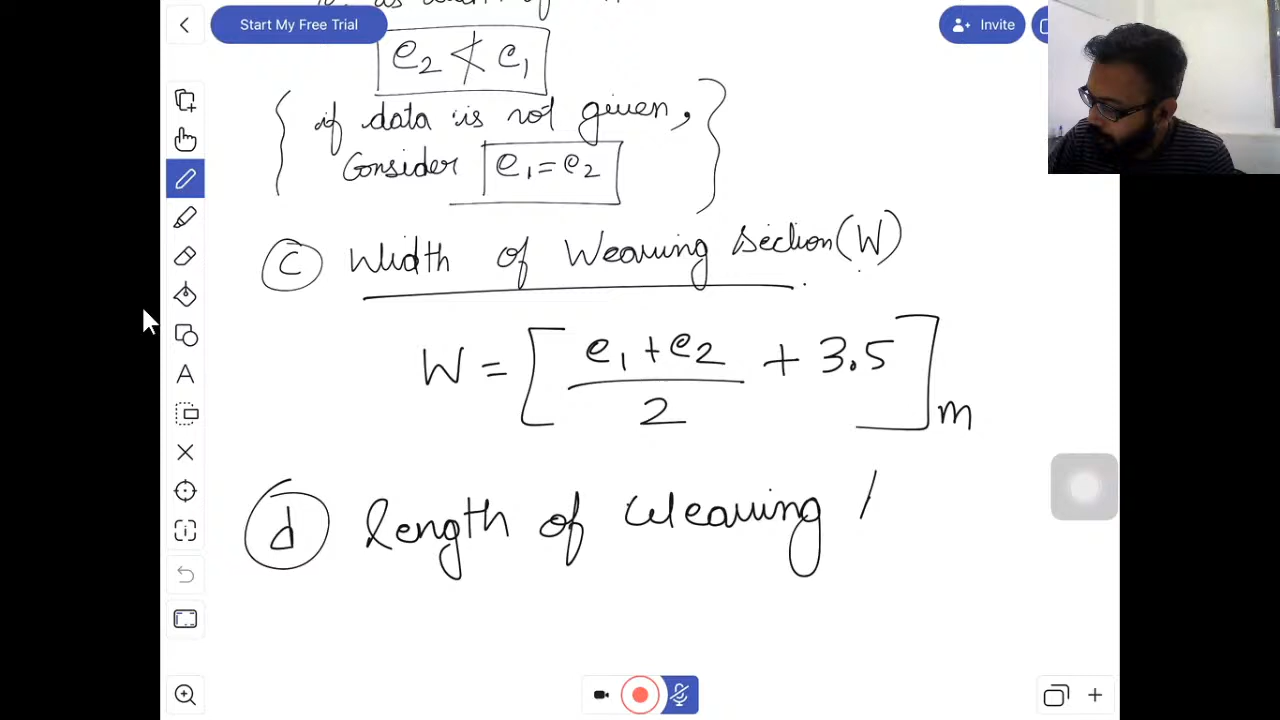 Start My Free Trial
Invite
e₂ ≮ e₁
if data is not given,
Consider e₁ = e₂
C Width of Weaving section (W)
W = [ (e₁ + e₂)/2 + 3.5 ] m
d length of weaving
A